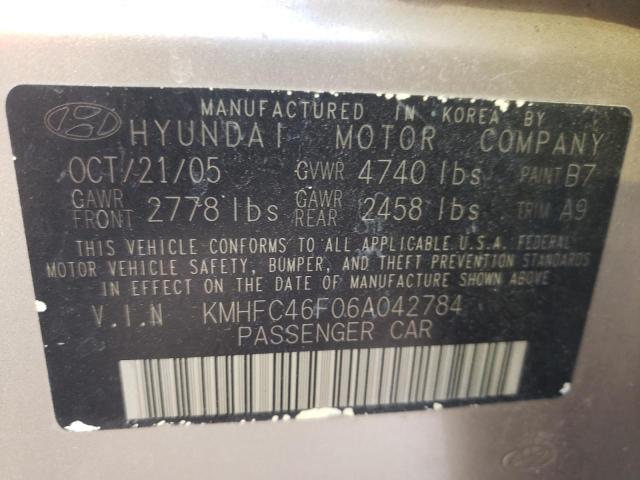 MANUFACTURED IN KOREA BY
HYUNDAI MOTOR COMPANY
OCT/21/05 GVWR 4740 lbs PAINT B7
GAWR FRONT 2778 lbs GAWR REAR 2458 lbs TRIM A9
THIS VEHICLE CONFORMS TO ALL APPLICABLE U.S.A. FEDERAL
MOTOR VEHICLE SAFETY, BUMPER, AND THEFT PREVENTION STANDARDS
IN EFFECT ON THE DATE OF MANUFACTURE SHOWN ABOVE.
V.I.N KMHFC46F06A042784
PASSENGER CAR